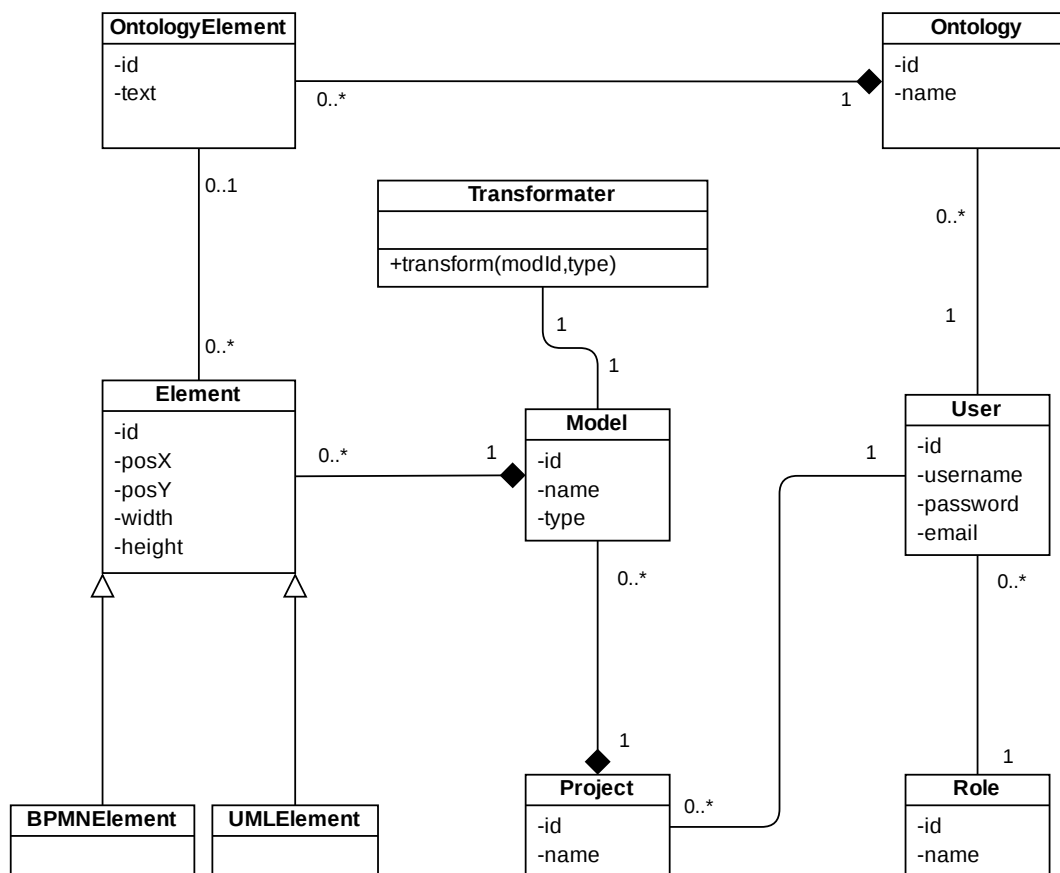 OntologyElement
-id
-text
Ontology
-id
-name
0..*
1
0..1
0..*
Transformater
+transform(modId,type)
0..*
1
1
1
Element
-id
-posX
-posY
-width
-height
0..*
1
Model
-id
-name
-type
User
-id
-username
-password
-email
1
0..*
0..*
1
1
BPMNElement
UMLElement
Project
-id
-name
0..*
Role
-id
-name